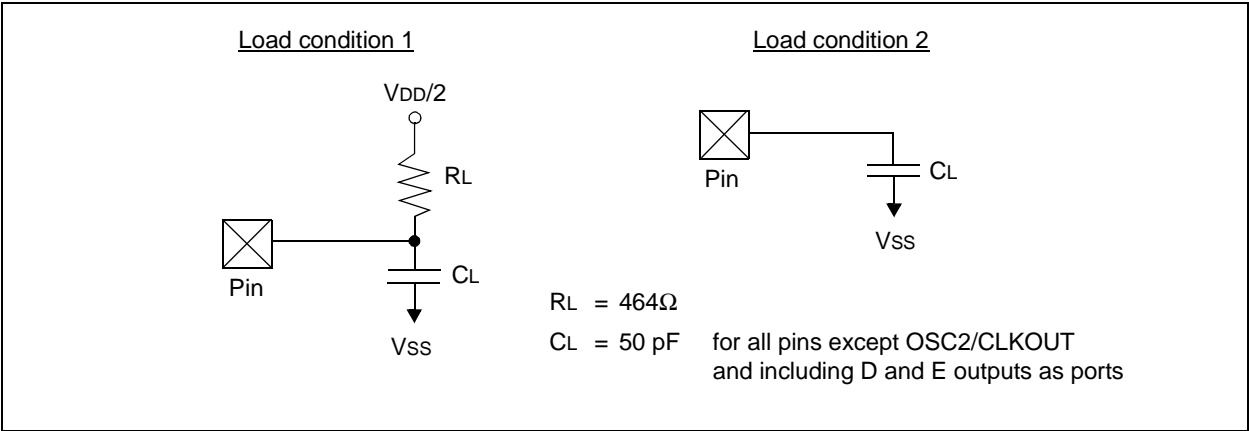 Load condition 1
VDD/2
RL
Pin
CL
VSS
Load condition 2
Pin
CL
VSS
RL = 464Ω
CL = 50 pF for all pins except OSC2/CLKOUT
and including D and E outputs as ports